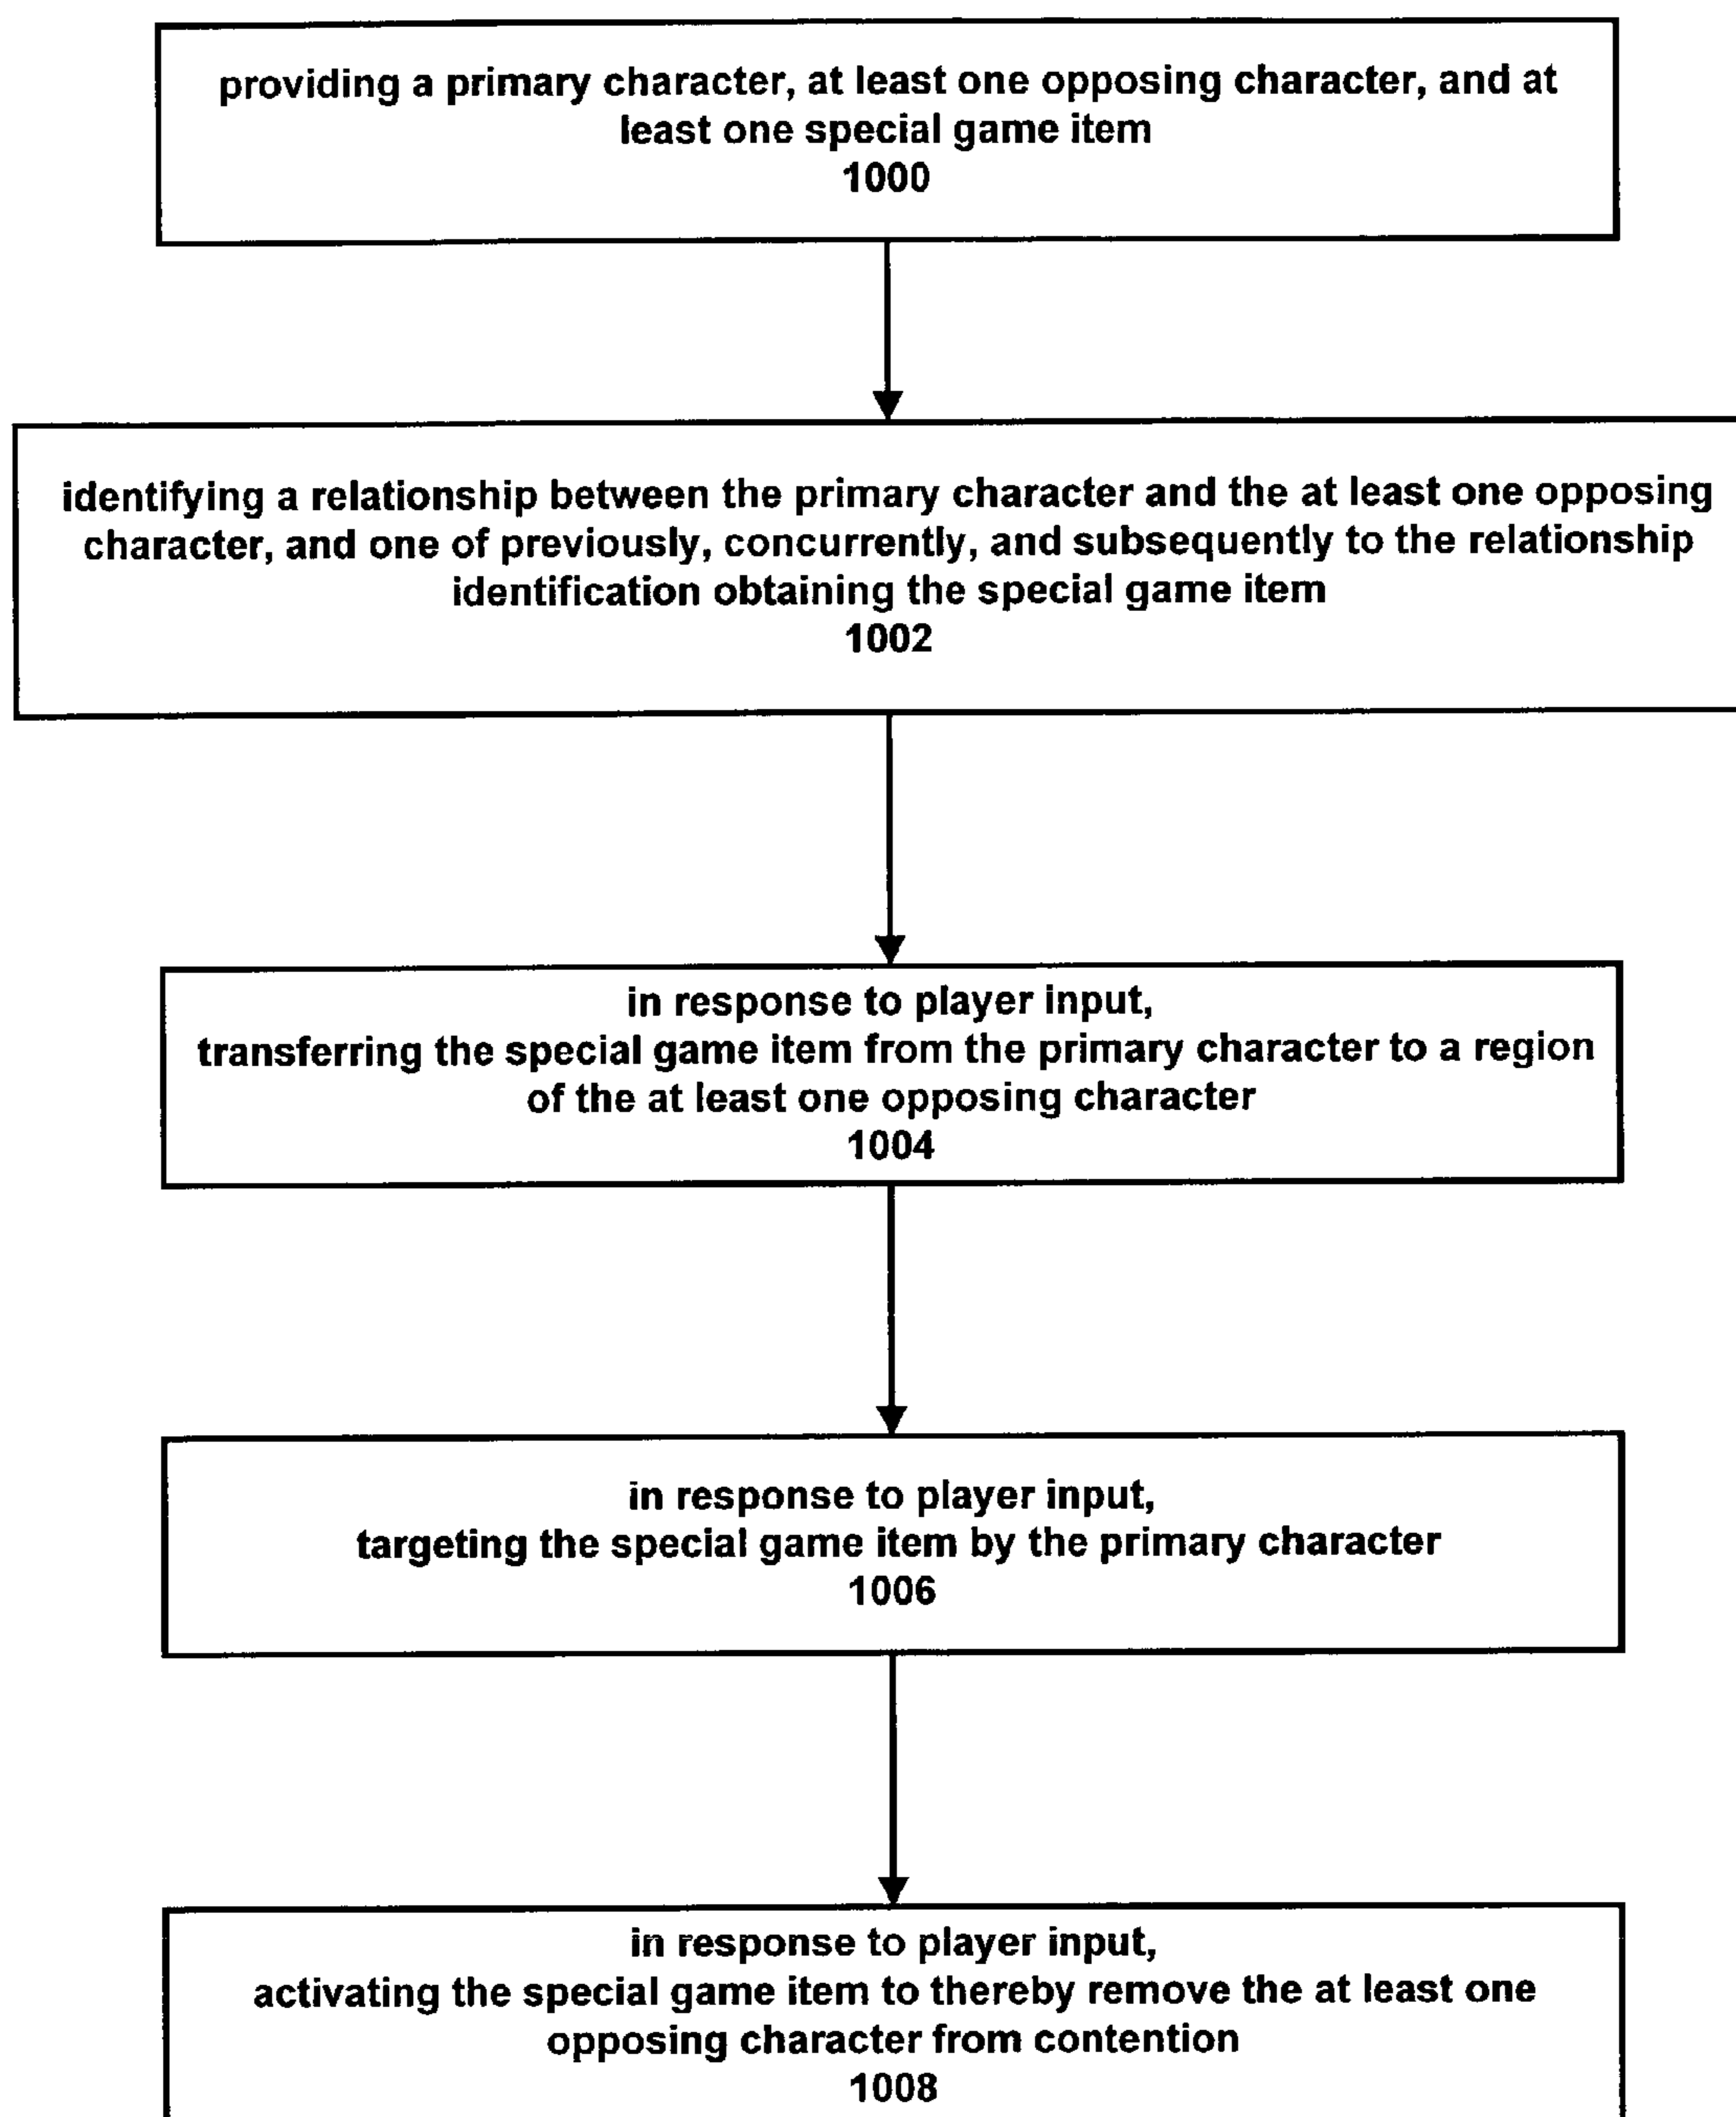 providing a primary character, at least one opposing character, and at
least one special game item
1000
identifying a relationship between the primary character and the at least one opposing
character, and one of previously, concurrently, and subsequently to the relationship
identification obtaining the special game item
1002
in response to player input,
transferring the special game item from the primary character to a region
of the at least one opposing character
1004
in response to player input,
targeting the special game item by the primary character
1006
in response to player input,
activating the special game item to thereby remove the at least one
opposing character from contention
1008